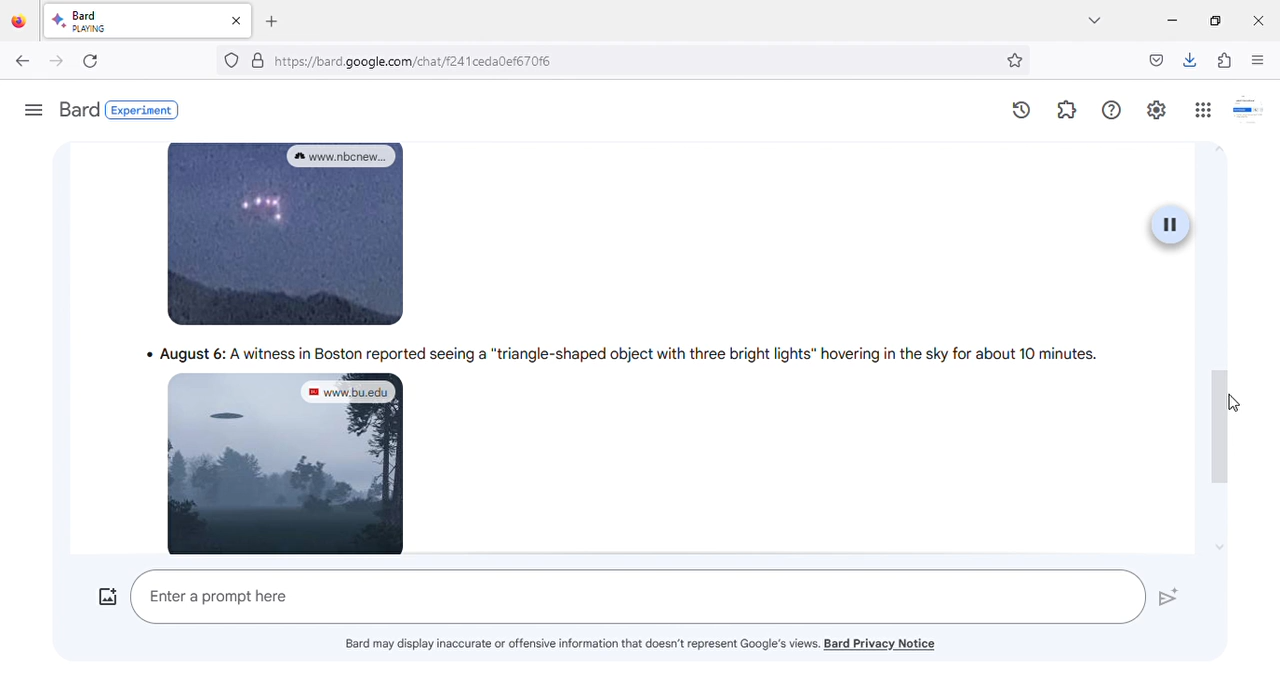 Bard
PLAYING
https://bard.google.com/chat/f241ceda0ef670f6
Bard Experiment
www.nbcnew...
• August 6: A witness in Boston reported seeing a "triangle-shaped object with three bright lights" hovering in the sky for about 10 minutes.
www.bu.edu
Enter a prompt here
Bard may display inaccurate or offensive information that doesn't represent Google's views. Bard Privacy Notice